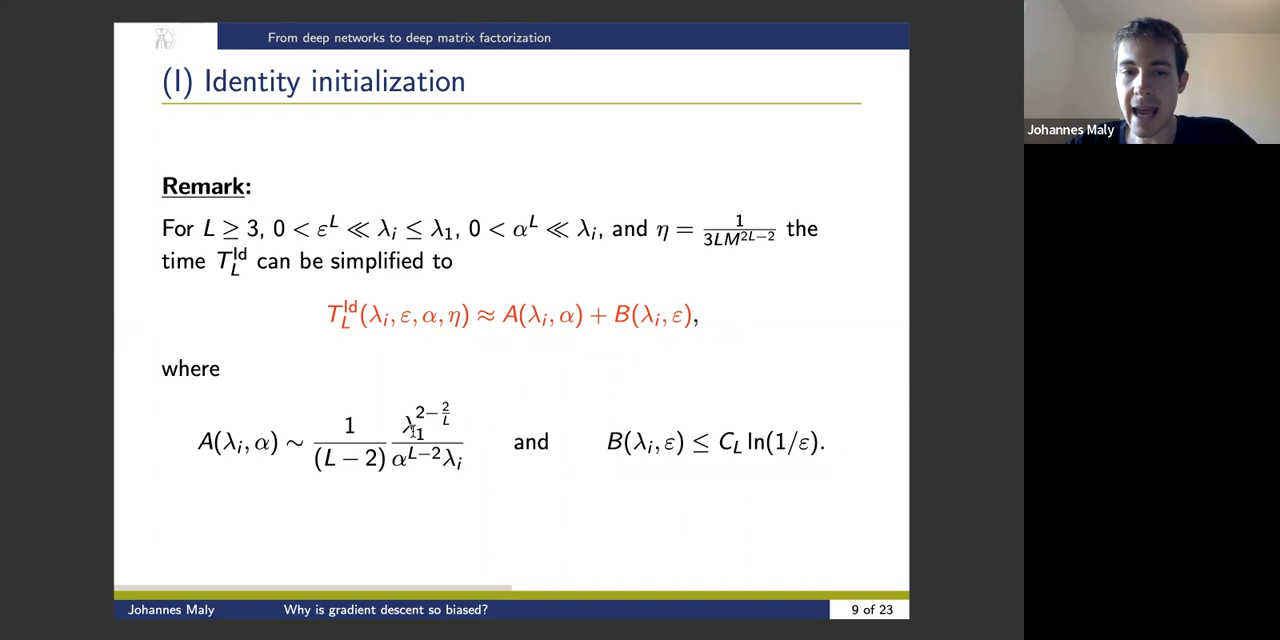 From deep networks to deep matrix factorization
(I) Identity initialization
Remark:
For L ≥ 3, 0 < ε^L ≪ λ_i ≤ λ_1, 0 < α^L ≪ λ_i, and η = 1/(3LM^{2L−2}) the
time T_L^{Id} can be simplified to
T_L^{Id}(λ_i, ε, α, η) ≈ A(λ_i, α) + B(λ_i, ε),
where
A(λ_i, α) ∼ 1/(L − 2) λ_1^{2−2/L}/(α^{L−2}λ_i) and B(λ_i, ε) ≤ C_L ln(1/ε).
Johannes Maly Why is gradient descent so biased? 9 of 23
Johannes Maly